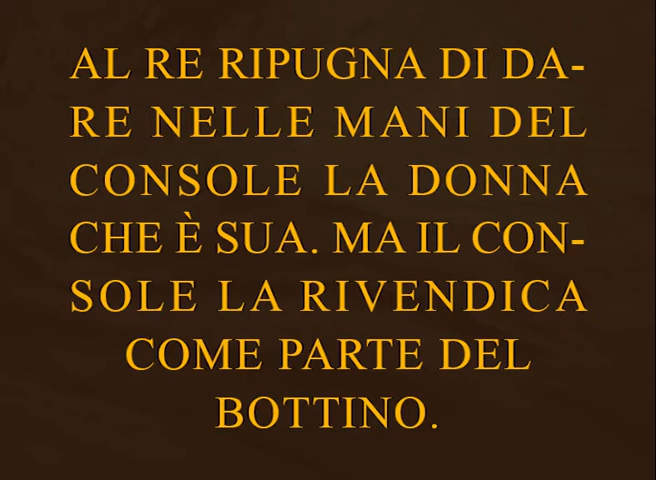 AL RE RIPUGNA DI DA-
RE NELLE MANI DEL
CONSOLE LA DONNA
CHE È SUA. MA IL CON-
SOLE LA RIVENDICA
COME PARTE DEL
BOTTINO.